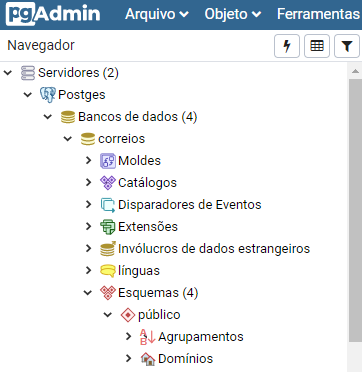 pgAdmin Arquivo Objeto Ferramentas
Navegador
Servidores (2)
Postges
Bancos de dados (4)
correios
Moldes
Catálogos
Disparadores de Eventos
Extensões
Invólucros de dados estrangeiros
línguas
Esquemas (4)
público
Agrupamentos
Domínios